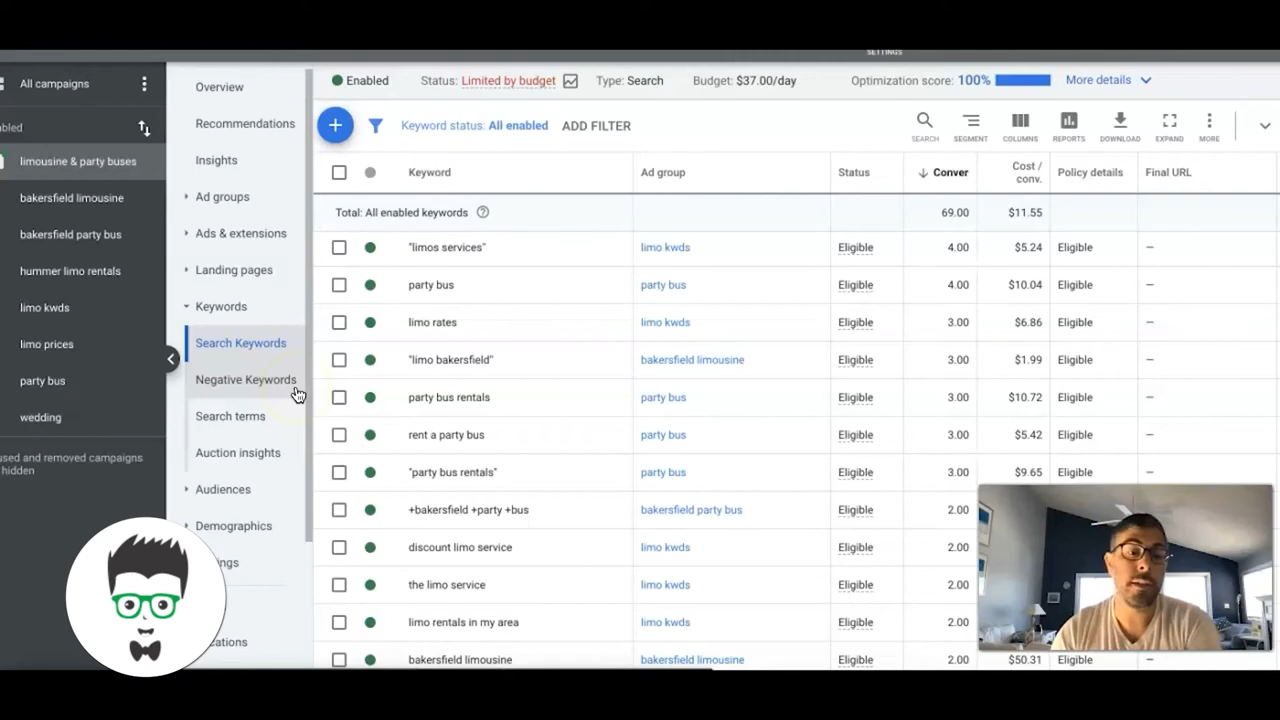 SETTINGS
All campaigns
bled
limousine & party buses
bakersfield limousine
bakersfield party bus
hummer limo rentals
limo kwds
limo prices
party bus
wedding
used and removed campaigns
hidden
Overview
Recommendations
Insights
Ad groups
Ads & extensions
Landing pages
Keywords
Search Keywords
Negative Keywords
Search terms
Auction insights
Audiences
Demographics
ngs
cations
Enabled Status: Limited by budget Type: Search Budget: $37.00/day Optimization score: 100% More details
Keyword status: All enabled ADD FILTER SEARCH SEGMENT COLUMNS REPORTS DOWNLOAD EXPAND MORE
Keyword Ad group Status Conver Cost / conv. Policy details Final URL
Total: All enabled keywords 69.00 $11.55
"limos services" limo kwds Eligible 4.00 $5.24 Eligible –
party bus party bus Eligible 4.00 $10.04 Eligible –
limo rates limo kwds Eligible 3.00 $6.86 Eligible –
"limo bakersfield" bakersfield limousine Eligible 3.00 $1.99 Eligible –
party bus rentals party bus Eligible 3.00 $10.72 Eligible –
rent a party bus party bus Eligible 3.00 $5.42 Eligible –
"party bus rentals" party bus Eligible 3.00 $9.65 Eligible –
+bakersfield +party +bus bakersfield party bus Eligible 2.00
discount limo service limo kwds Eligible 2.00
the limo service limo kwds Eligible 2.00
limo rentals in my area limo kwds Eligible 2.00
bakersfield limousine bakersfield limousine Eligible 2.00 $50.31 Eligible –